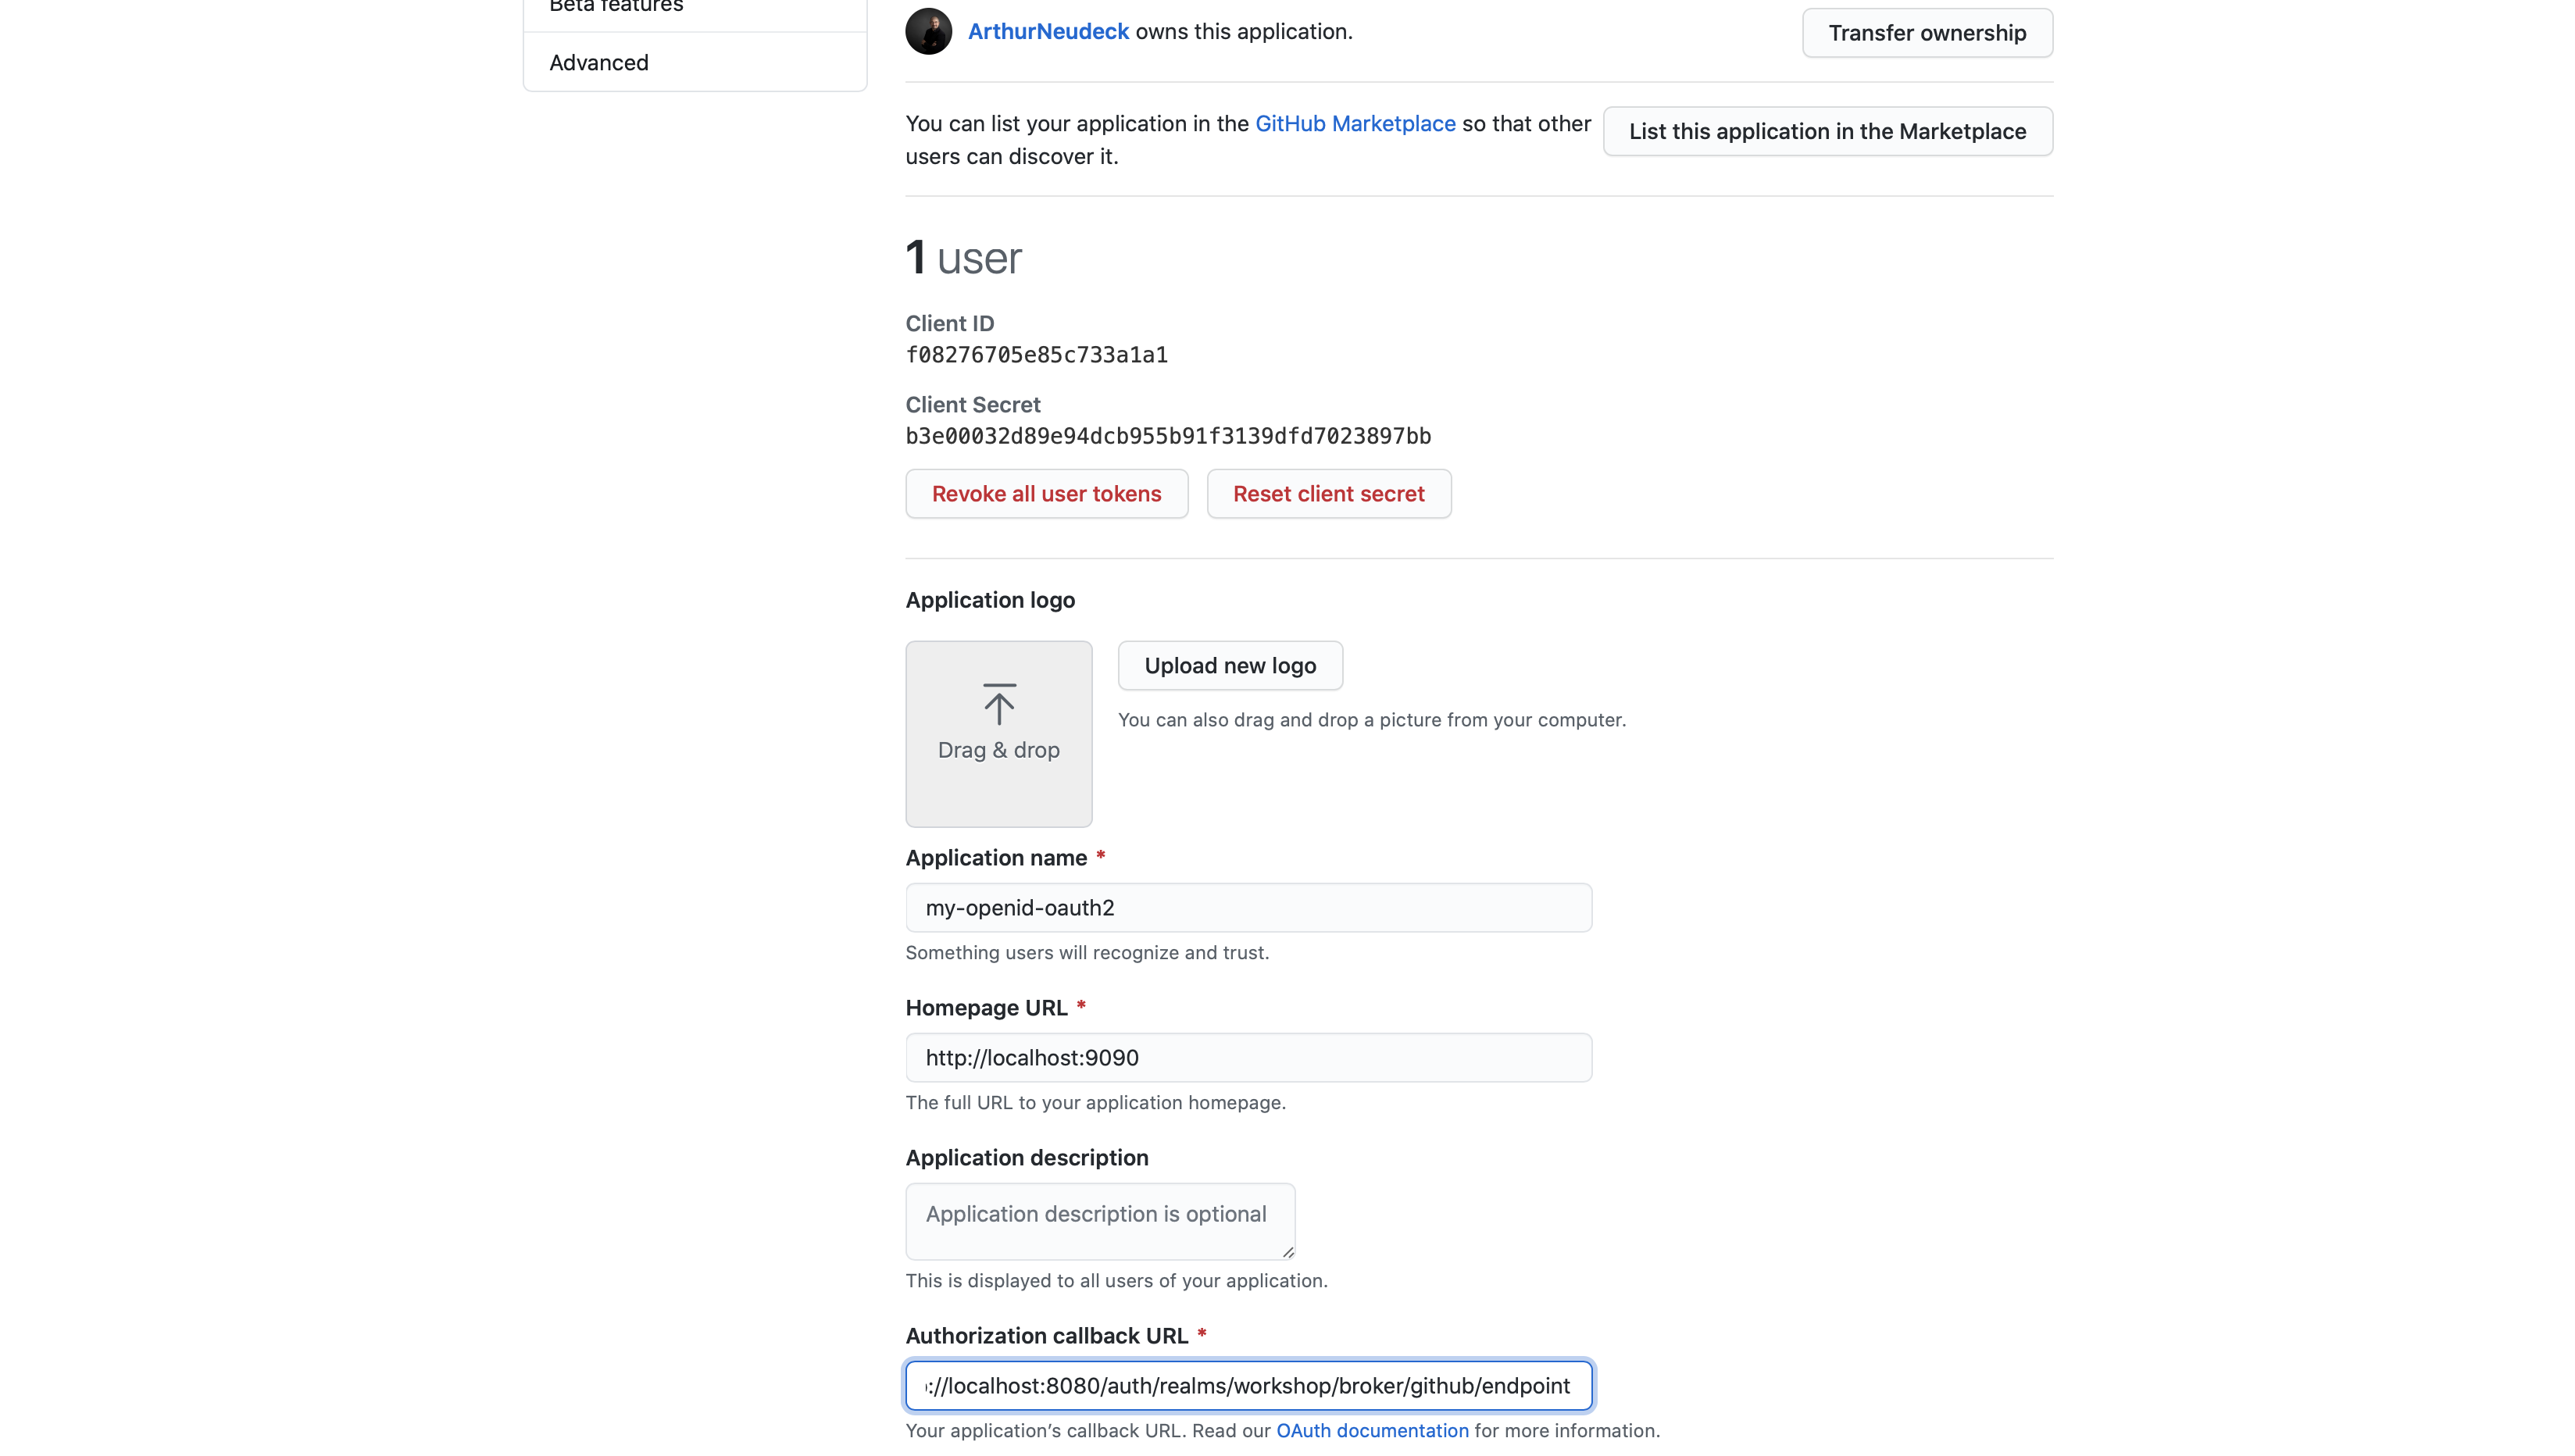 Beta features
Advanced
ArthurNeudeck owns this application.
Transfer ownership
You can list your application in the GitHub Marketplace so that other
users can discover it.
List this application in the Marketplace
1 user
Client ID
f08276705e85c733a1a1
Client Secret
b3e00032d89e94dcb955b91f3139dfd7023897bb
Revoke all user tokens
Reset client secret
Application logo
Drag & drop
Upload new logo
You can also drag and drop a picture from your computer.
Application name *
my-openid-oauth2
Something users will recognize and trust.
Homepage URL *
http://localhost:9090
The full URL to your application homepage.
Application description
Application description is optional
This is displayed to all users of your application.
Authorization callback URL *
://localhost:8080/auth/realms/workshop/broker/github/endpoint
Your application’s callback URL. Read our OAuth documentation for more information.